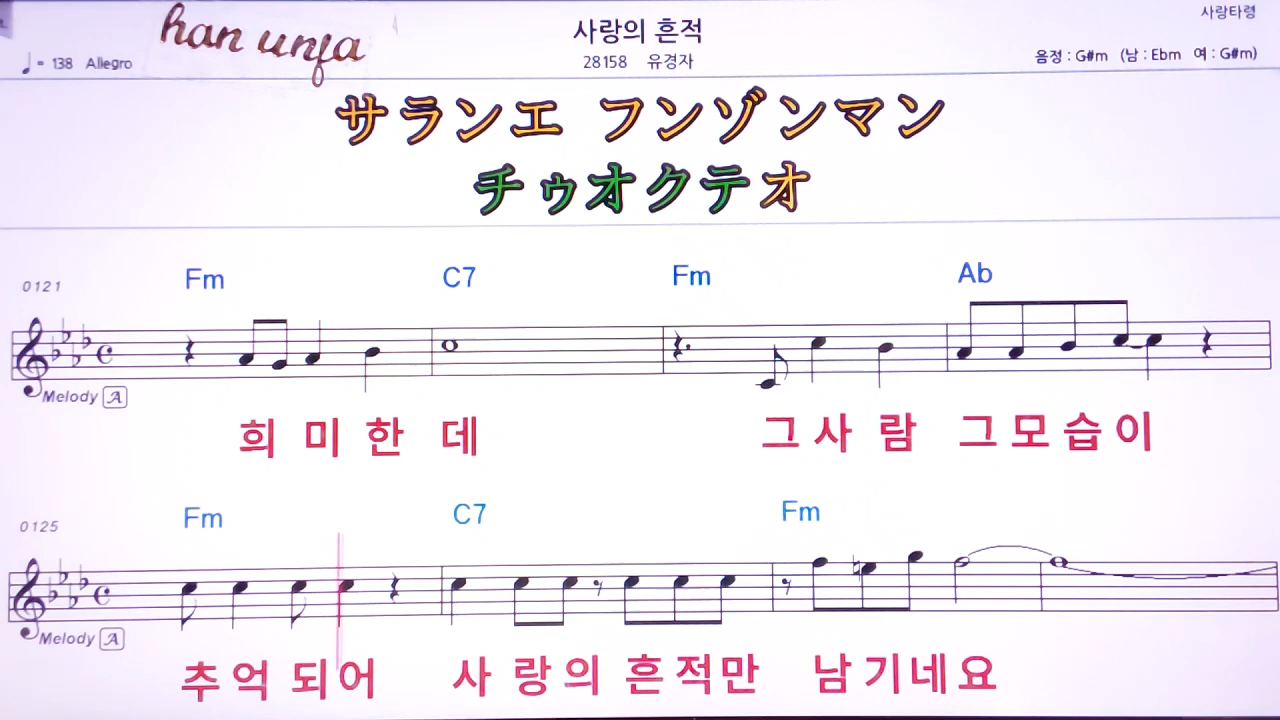 han unfa
사랑의 흔적
사랑타령
♩= 138 Allegro
28158 유경자
음정 : G#m (남 : Ebm 여 : G#m)
サランエ フンゾンマン
チゥオクテオ
0121
Fm C7 Fm Ab
Melody A
희 미 한 데 그 사 람 그 모 습 이
0125
Fm C7 Fm
Melody A
추 억 되 어 사 랑 의 흔 적 만 남 기 네 요